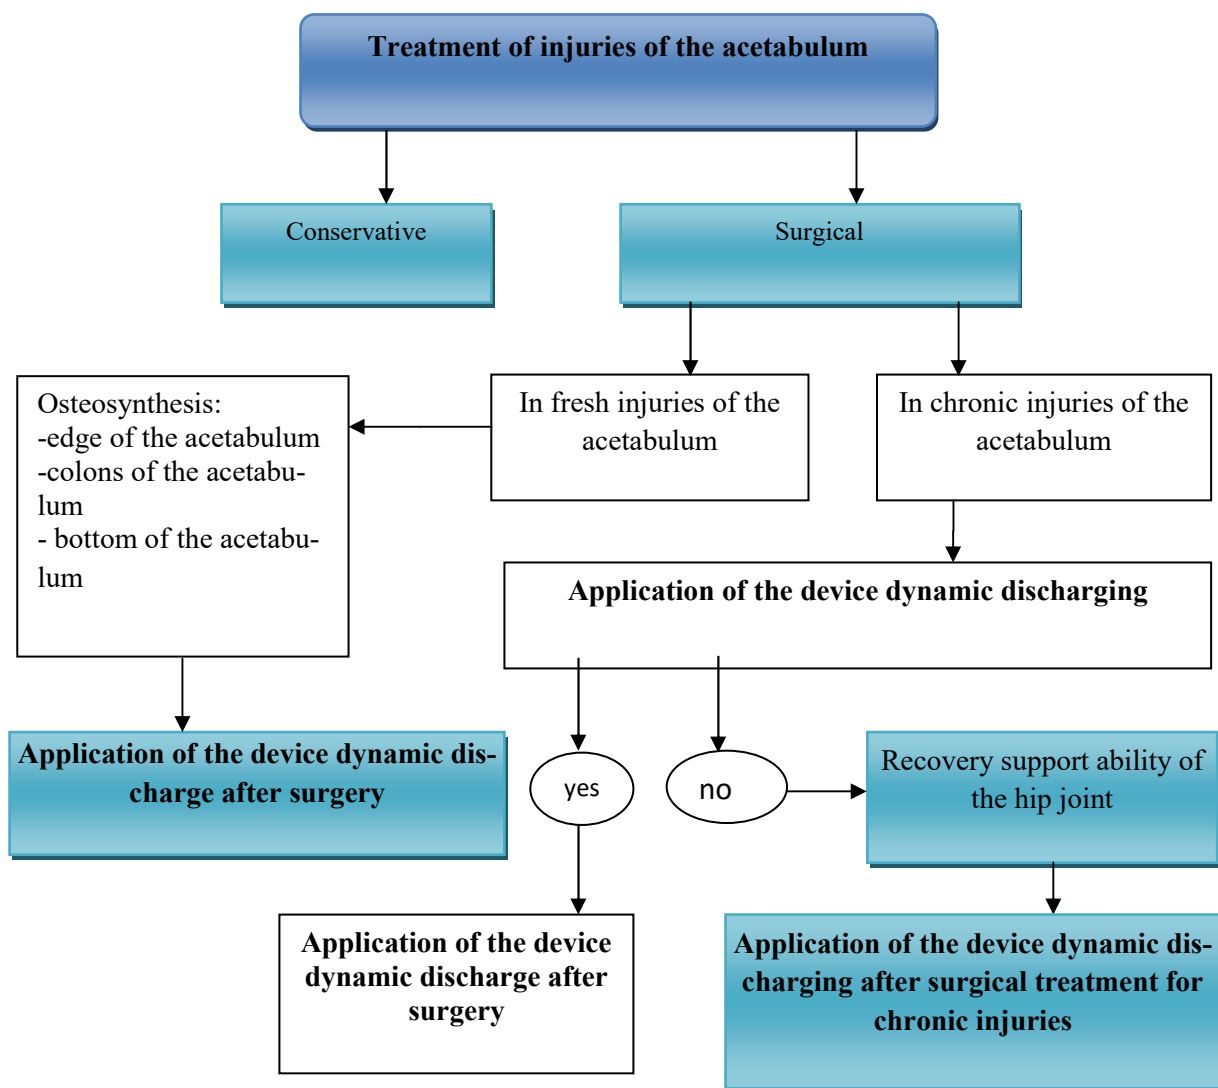 Treatment of injuries of the acetabulum
Conservative
Surgical
Osteosynthesis:
-edge of the acetabulum
-colons of the acetabu-
lum
- bottom of the acetabu-
lum
In fresh injuries of the
acetabulum
In chronic injuries of the
acetabulum
Application of the device dynamic discharging
Application of the device dynamic dis-
charge after surgery
yes
no
Recovery support ability of
the hip joint
Application of the device
dynamic discharge after
surgery
Application of the device dynamic dis-
charging after surgical treatment for
chronic injuries